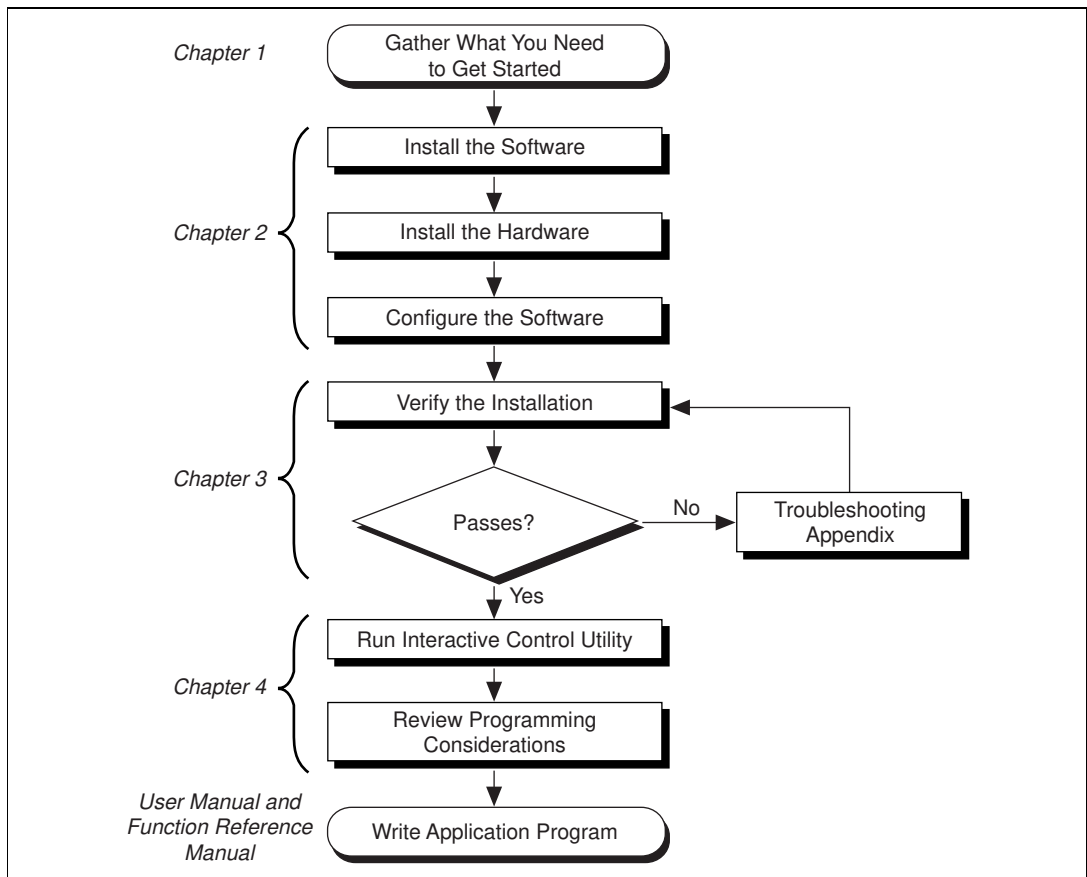 Chapter 1
Gather What You Need
to Get Started
Chapter 2
Install the Software
Install the Hardware
Configure the Software
Chapter 3
Verify the Installation
Passes?
No
Troubleshooting
Appendix
Yes
Chapter 4
Run Interactive Control Utility
Review Programming
Considerations
User Manual and
Function Reference
Manual
Write Application Program